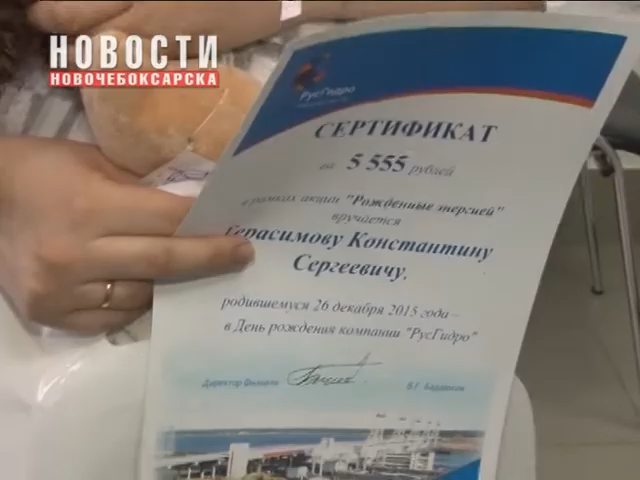 НОВОСТИ
НОВОЧЕБОКСАРСКА
РусГидро
СЕРТИФИКАТ
на 5 555 рублей
в рамках акции "Рожденные энергией"
вручается
Герасимову Константину
Сергеевичу,
родившемуся 26 декабря 2015 года –
в День рождения компании "РусГидро"
Директор Филиала В.Г.